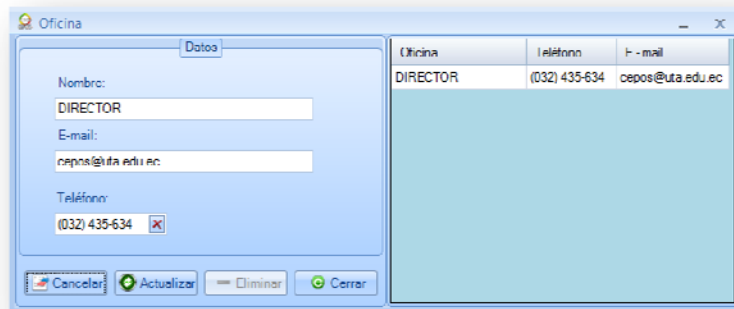 Oficina
Datos
Nombre:
DIRECTOR
E-mail:
cepos@uta.edu.ec
Teléfono:
(032) 435-634
Cancelar Actualizar Eliminar Cerrar
Oficina Teléfono E-mail
DIRECTOR (032) 435-634 cepos@uta.edu.ec